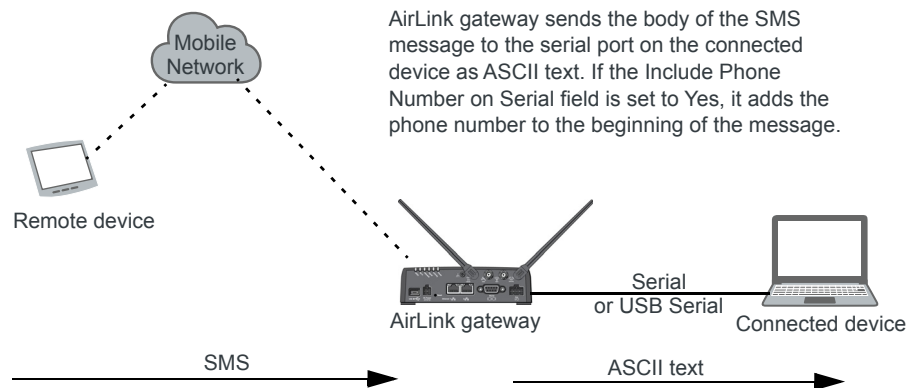 AirLink gateway sends the body of the SMS
message to the serial port on the connected
device as ASCII text. If the Include Phone
Number on Serial field is set to Yes, it adds the
phone number to the beginning of the message.
Mobile
Network
Remote device
AirLink gateway
Serial
or USB Serial
Connected device
SMS
ASCII text